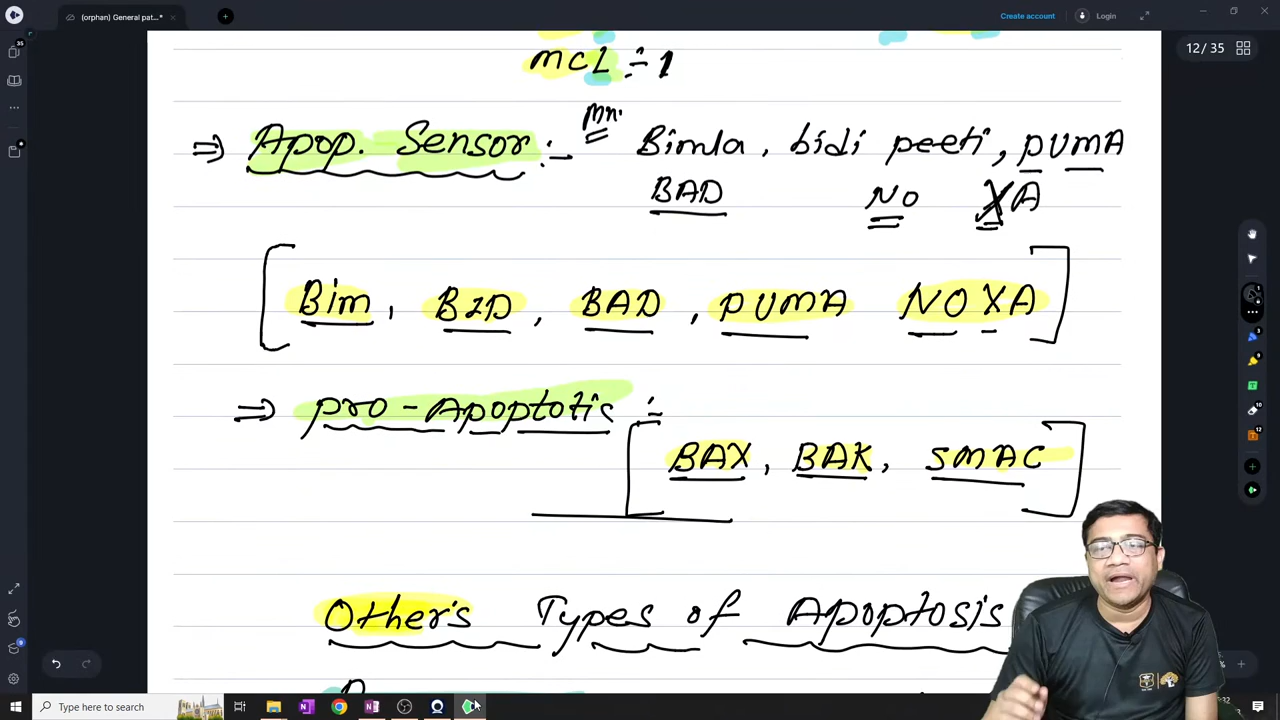 (orphan) General pat...*
Create account
Login
12 / 35
MCL ÷ 1
⇒ Apop. Sensor :- Mn. Bimla, bidi peeti, PUMA
BAD No XA
[ Bim, BID, BAD, PUMA NOXA ]
⇒ pro-Apoptotic :-
[ BAX, BAK, SMAC ]
Other's Types of Apoptosis
Type here to search